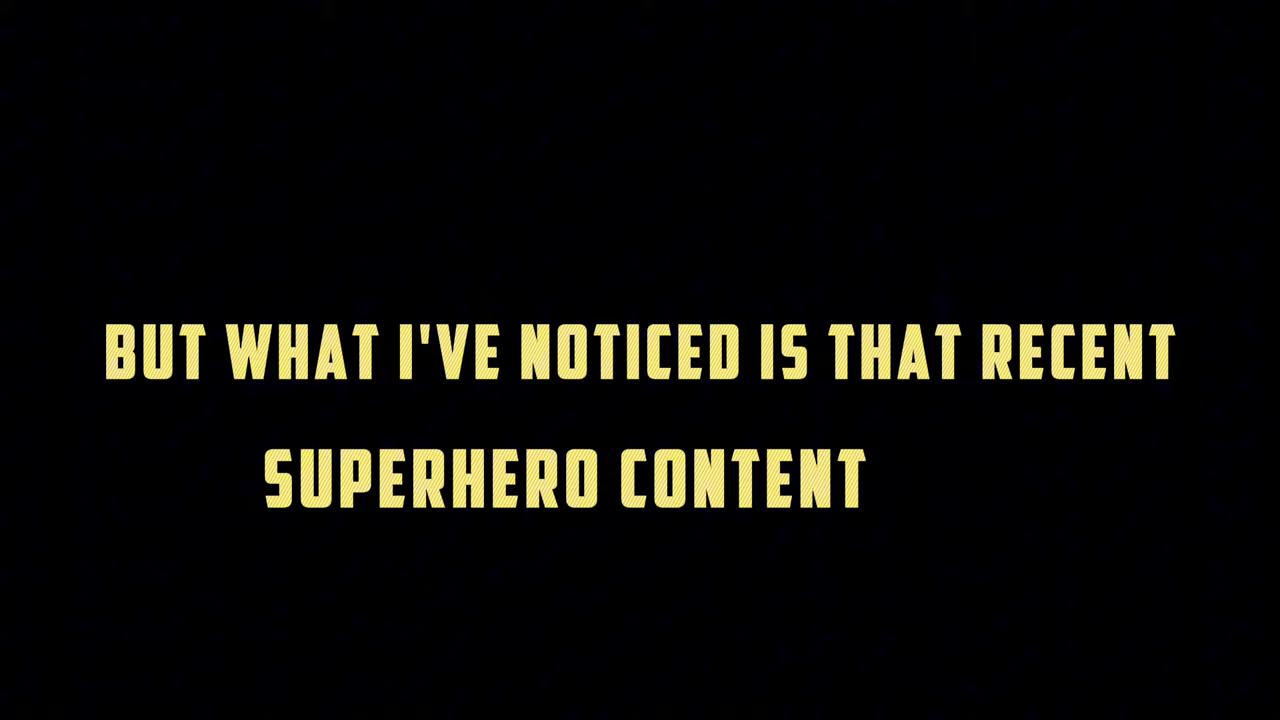 BUT WHAT I'VE NOTICED IS THAT RECENT
SUPERHERO CONTENT